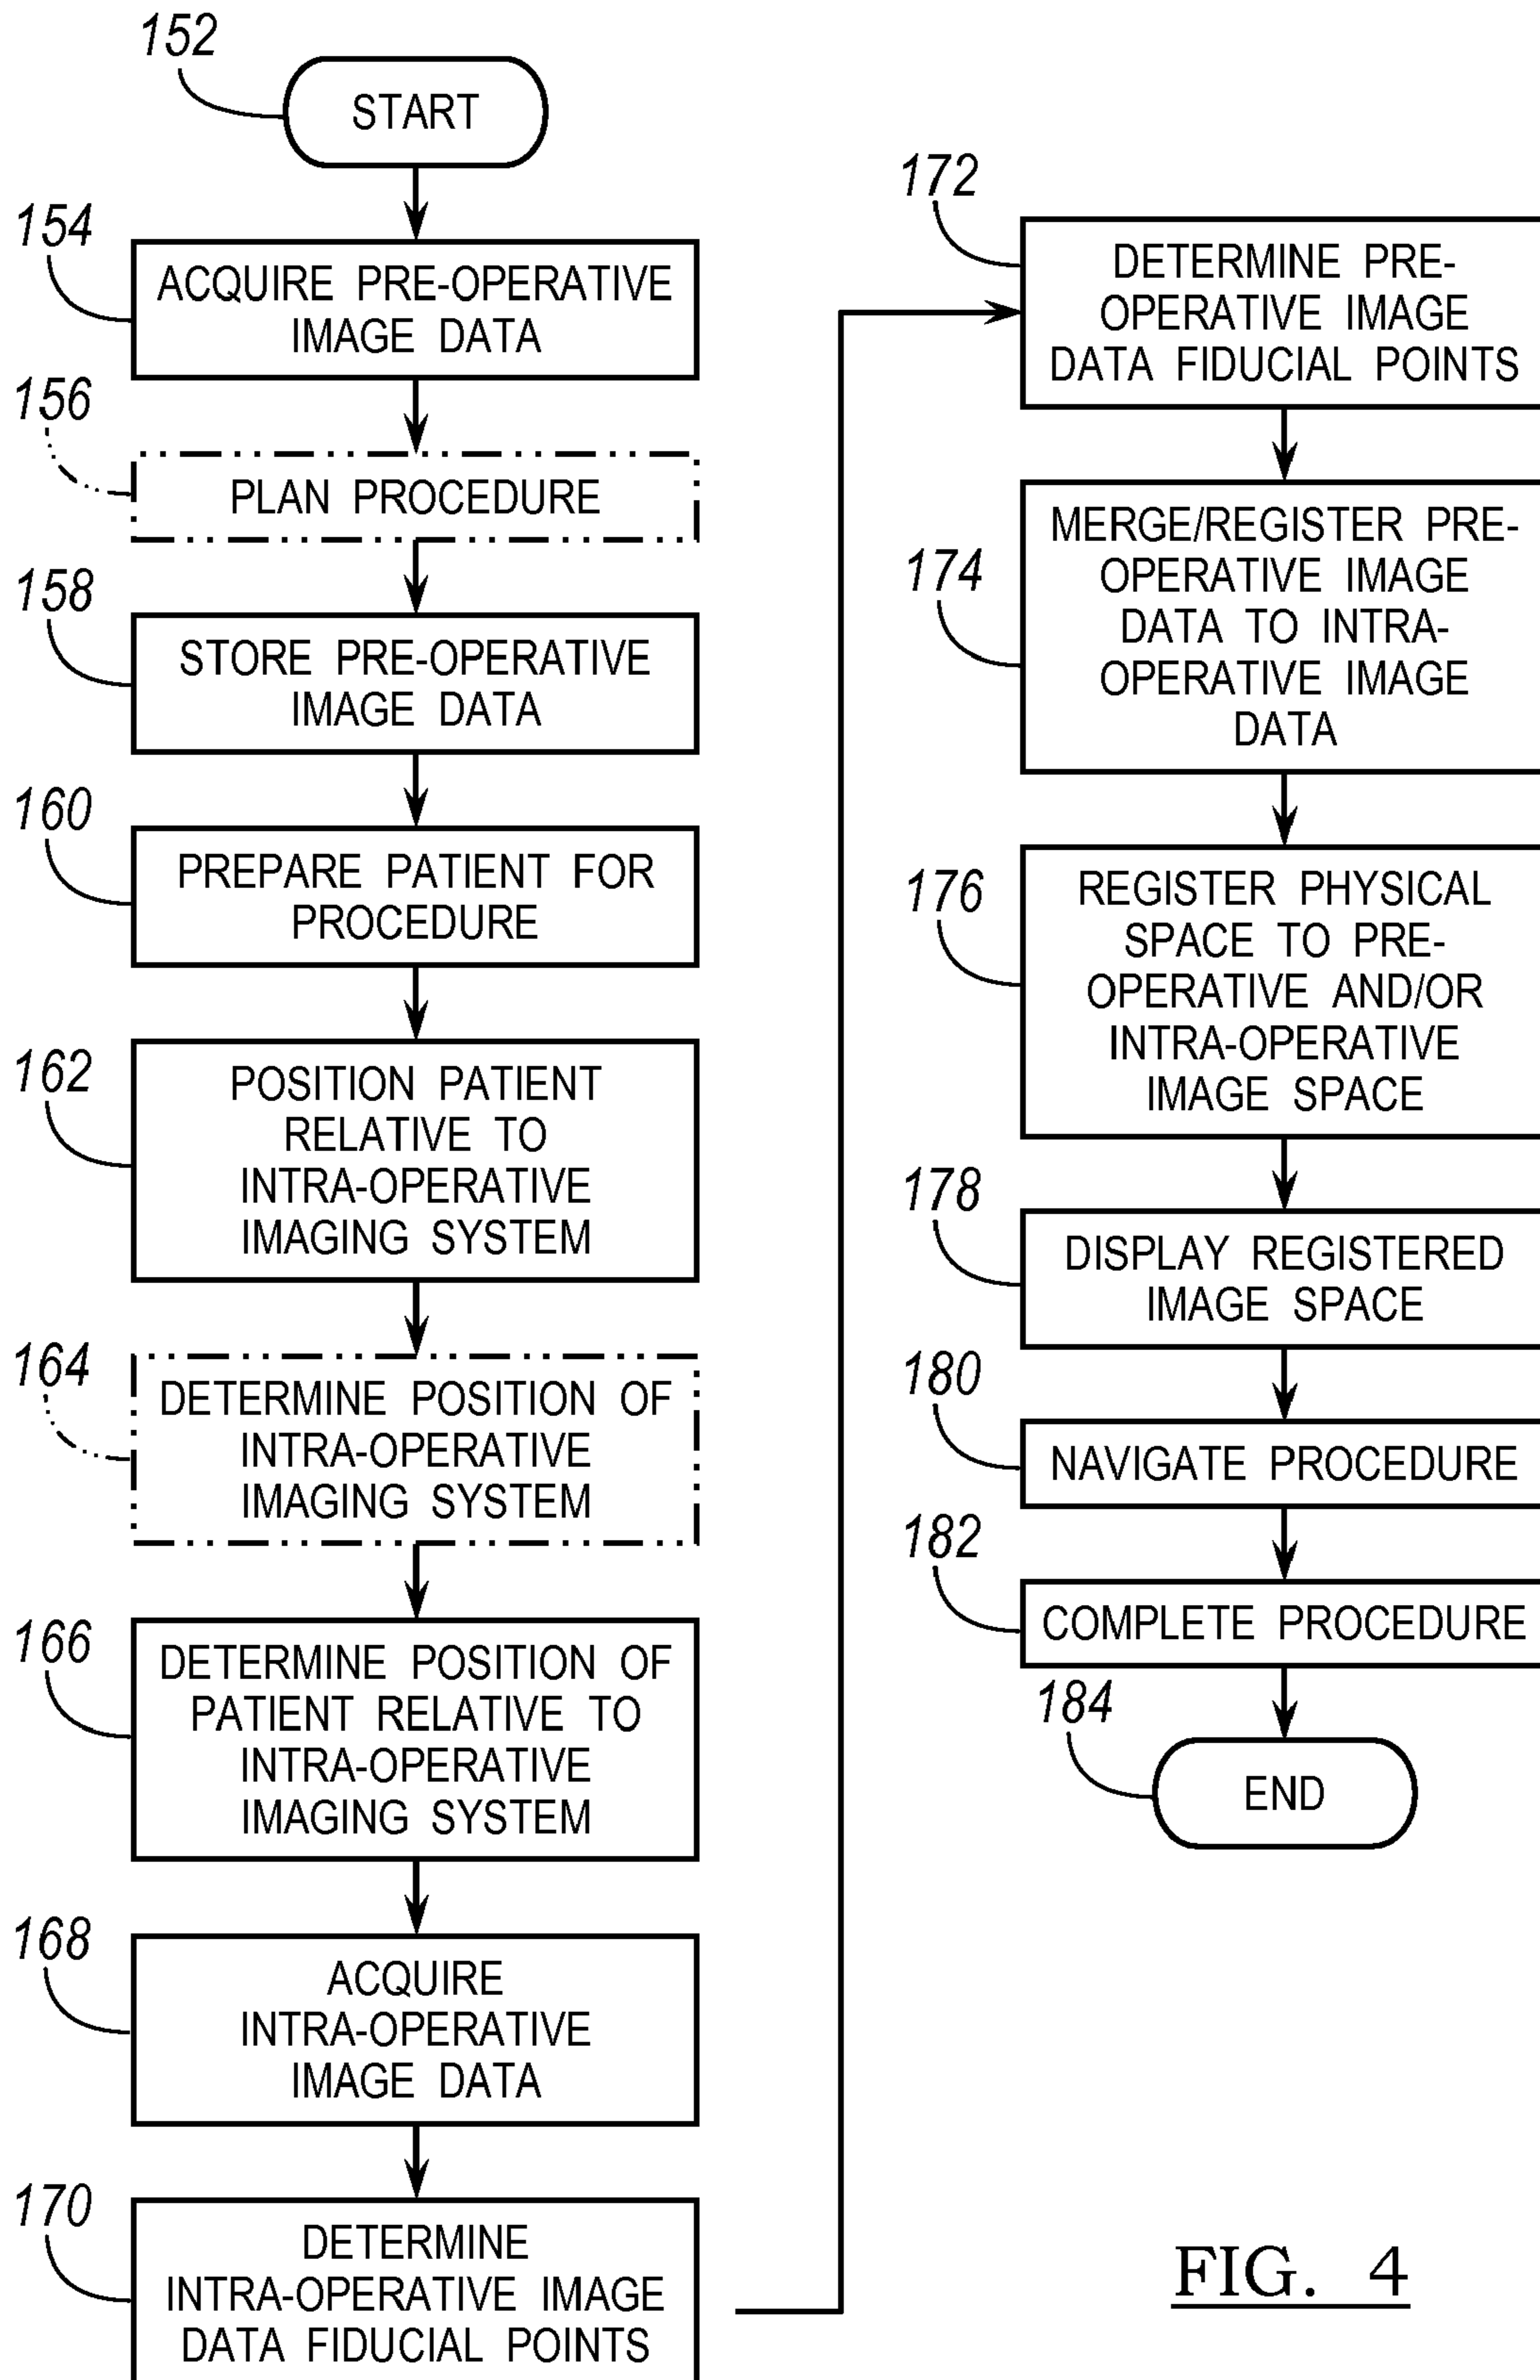 152
START
154
ACQUIRE PRE-OPERATIVE
IMAGE DATA
156
PLAN PROCEDURE
158
STORE PRE-OPERATIVE
IMAGE DATA
160
PREPARE PATIENT FOR
PROCEDURE
162
POSITION PATIENT
RELATIVE TO
INTRA-OPERATIVE
IMAGING SYSTEM
164
DETERMINE POSITION OF
INTRA-OPERATIVE
IMAGING SYSTEM
166
DETERMINE POSITION OF
PATIENT RELATIVE TO
INTRA-OPERATIVE
IMAGING SYSTEM
168
ACQUIRE
INTRA-OPERATIVE
IMAGE DATA
170
DETERMINE
INTRA-OPERATIVE IMAGE
DATA FIDUCIAL POINTS
172
DETERMINE PRE-
OPERATIVE IMAGE
DATA FIDUCIAL POINTS
174
MERGE/REGISTER PRE-
OPERATIVE IMAGE
DATA TO INTRA-
OPERATIVE IMAGE
DATA
176
REGISTER PHYSICAL
SPACE TO PRE-
OPERATIVE AND/OR
INTRA-OPERATIVE
IMAGE SPACE
178
DISPLAY REGISTERED
IMAGE SPACE
180
NAVIGATE PROCEDURE
182
COMPLETE PROCEDURE
184
END
FIG. 4